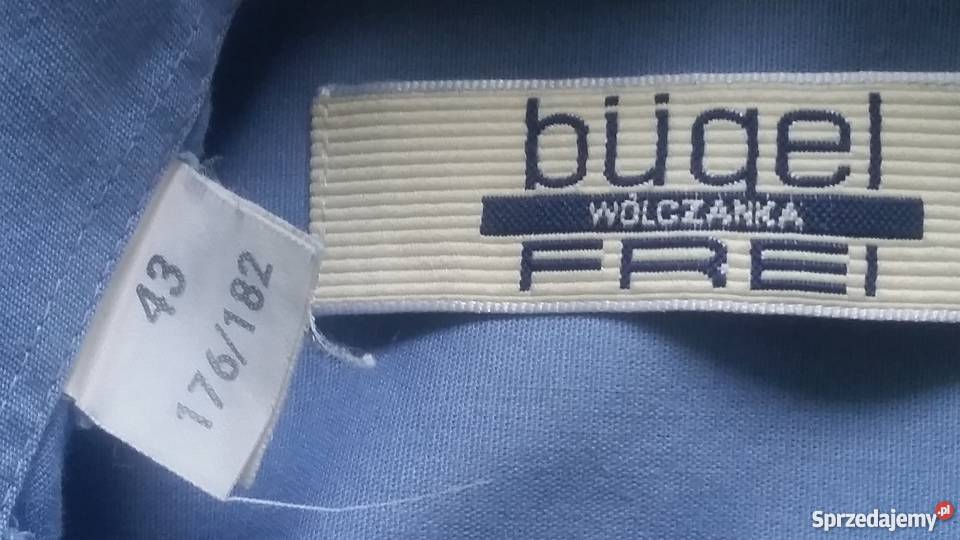 bügel
WÓLCZANKA
FREI
43
176/182
Sprzedajemy.pl